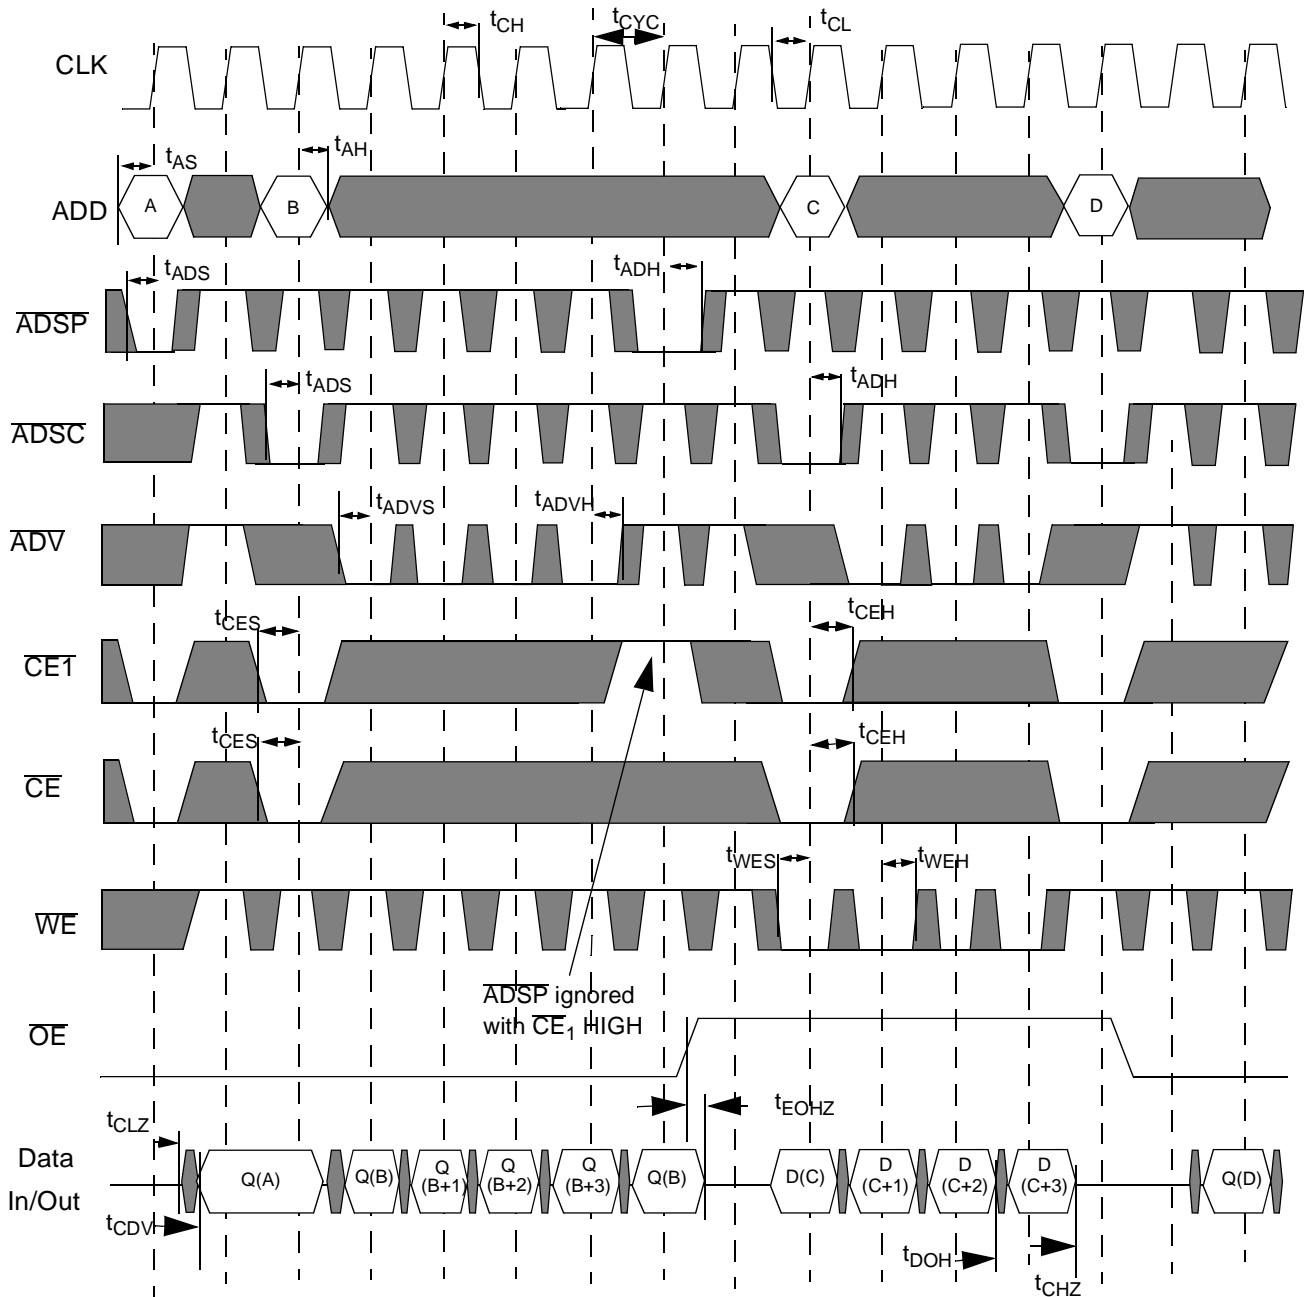 tCH
tCYC
tCL
CLK
tAS
tAH
ADD
A
B
C
D
tADS
tADH
ADSP
tADS
tADH
ADSC
tADVS
tADVH
ADV
tCES
tCEH
CE1
tCES
tCEH
CE
tWES
tWEH
WE
ADSP ignored
with CE1 HIGH
OE
tCLZ
tEOHZ
Data
In/Out
Q(A)
Q(B)
Q
(B+1)
Q
(B+2)
Q
(B+3)
Q(B)
D(C)
D
(C+1)
D
(C+2)
D
(C+3)
Q(D)
tCDV
tDOH
tCHZ